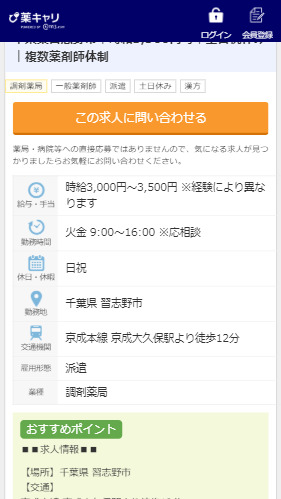 薬キャリ
POWERED BY m3.com
ログイン
会員登録
｜複数薬剤師体制
調剤薬局
一般薬剤師
派遣
土日休み
漢方
この求人に問い合わせる
薬局・病院等への直接応募ではありませんので、気になる求人が見つ
かりましたらお気軽にお問い合わせください。
給与・手当
時給3,000円～3,500円 ※経験により異な
ります
勤務時間
火金 9:00～16:00 ※応相談
休日・休暇
日祝
勤務地
千葉県 習志野市
交通機関
京成本線 京成大久保駅より徒歩12分
雇用形態
派遣
業種
調剤薬局
おすすめポイント
■■求人情報■■
【場所】千葉県 習志野市
【交通】